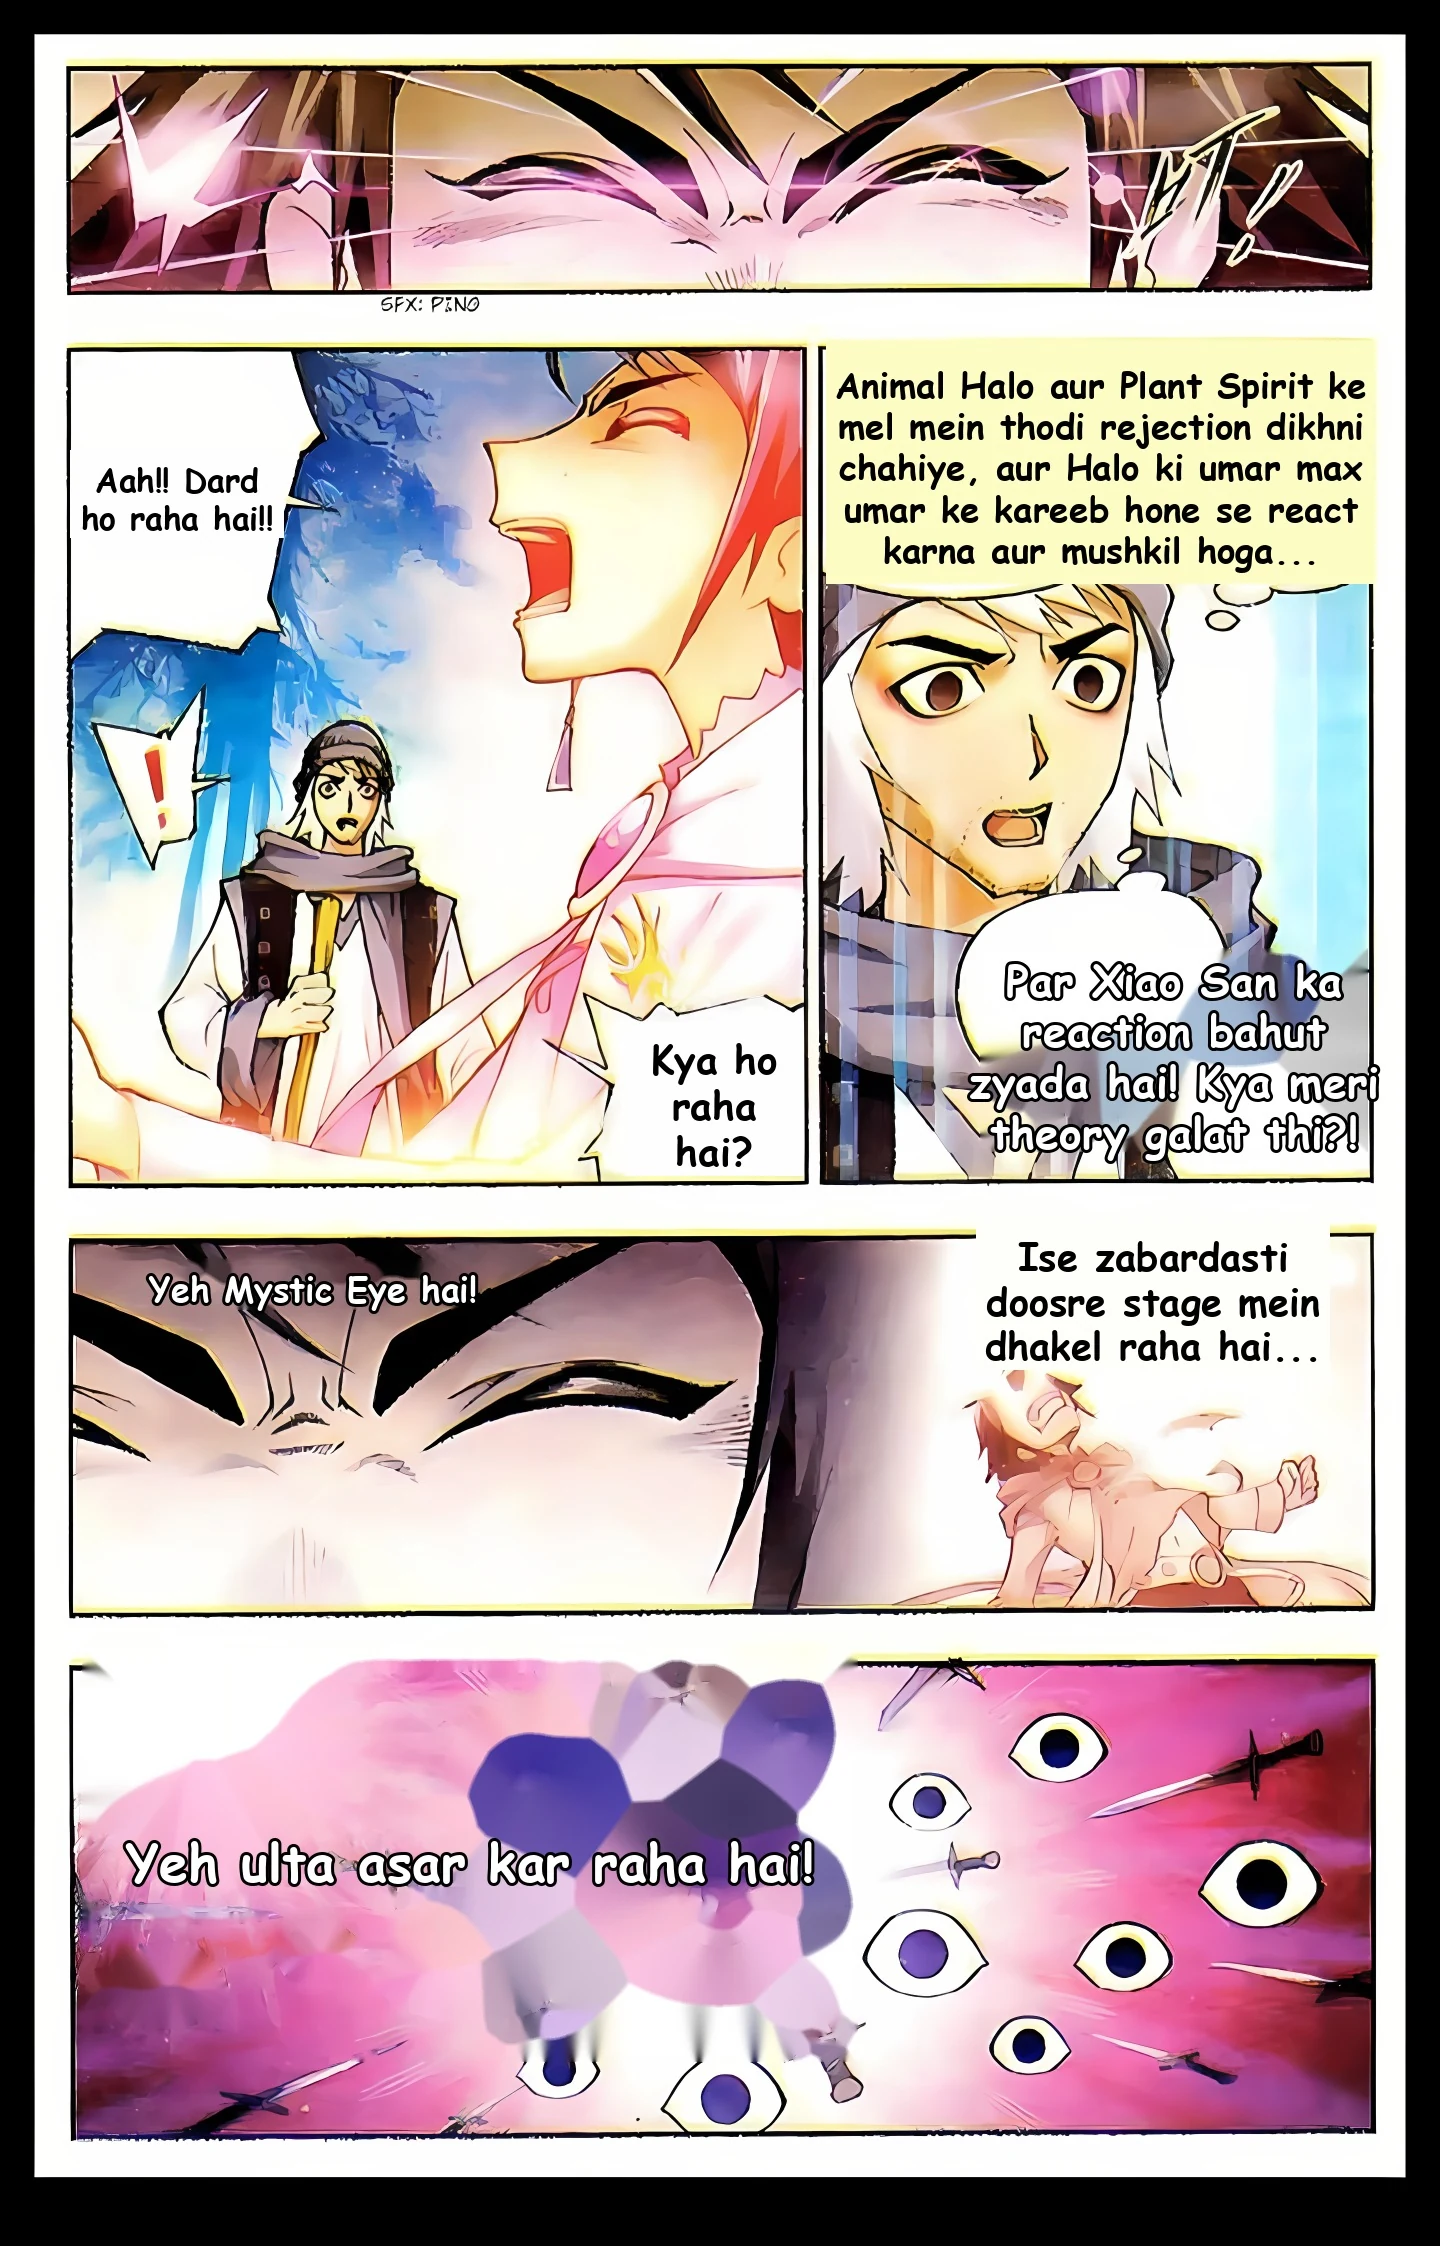 SFX: PING
Aah!! Dard
ho raha hai!!
!
Kya ho
raha
hai?
Animal Halo aur Plant Spirit ke
mel mein thodi rejection dikhni
chahiye, aur Halo ki umar max
umar ke kareeb hone se react
karna aur mushkil hoga...
Par Xiao San ka
reaction bahut
zyada hai! Kya meri
theory galat thi?!
Yeh Mystic Eye hai!
Ise zabardasti
doosre stage mein
dhakel raha hai...
Yeh ulta asar kar raha hai!